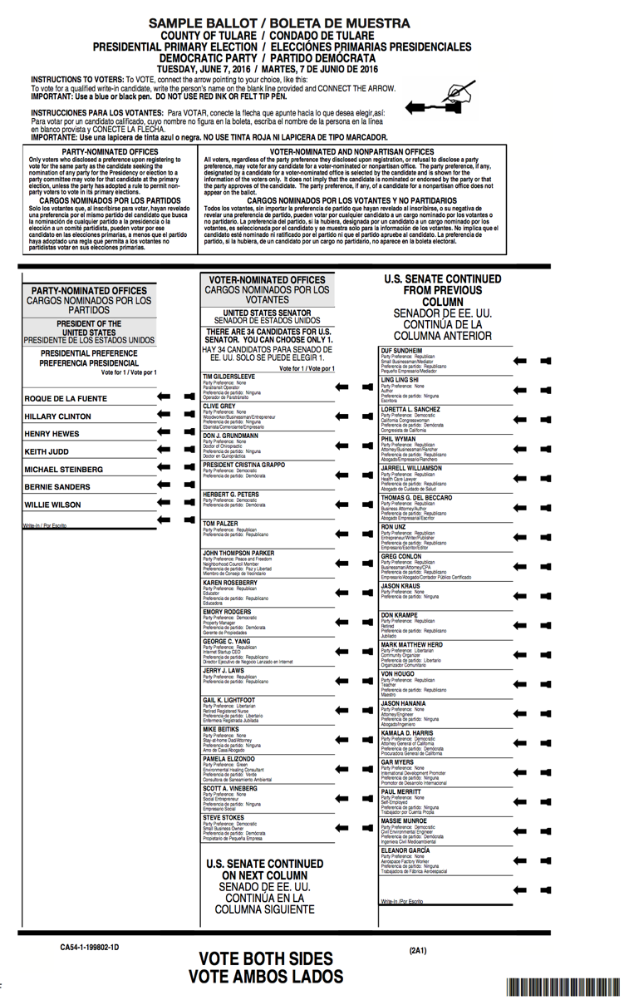 SAMPLE BALLOT / BOLETA DE MUESTRA
COUNTY OF TULARE / CONDADO DE TULARE
PRESIDENTIAL PRIMARY ELECTION / ELECCIÓNES PRIMARIAS PRESIDENCIALES
DEMOCRATIC PARTY / PARTIDO DEMÓCRATA
TUESDAY, JUNE 7, 2016 / MARTES, 7 DE JUNIO DE 2016
INSTRUCTIONS TO VOTERS: To VOTE, connect the arrow pointing to your choice, like this:
To vote for a qualified write-in candidate, write the person's name on the blank line provided and CONNECT THE ARROW.
IMPORTANT: Use a blue or black pen. DO NOT USE RED INK OR FELT TIP PEN.
INSTRUCCIONES PARA LOS VOTANTES: Para VOTAR, conecte la flecha que apunte hacia lo que desea elegir,así:
Para votar por un candidato calificado, cuyo nombre no figura en la boleta, escriba el nombre de la persona en la línea
en blanco provista y CONECTE LA FLECHA.
IMPORTANTE: Use una lapicera de tinta azul o negra. NO USE TINTA ROJA NI LAPICERA DE TIPO MARCADOR.
PARTY-NOMINATED OFFICES
Only voters who disclosed a preference upon registering to
vote for the same party as the candidate seeking the
nomination of any party for the Presidency or election to a
party committee may vote for that candidate at the primary
election, unless the party has adopted a rule to permit non-
party voters to vote in its primary elections.
CARGOS NOMINADOS POR LOS PARTIDOS
Solo los votantes que, al inscribirse para votar, hayan revelado
una preferencia por el mismo partido del candidato que busca
la nominación de cualquier partido a la presidencia o la
elección a un comité partidista, pueden votar por ese
candidato en las elecciones primarias, a menos que el partido
haya adoptado una regla que permita a los votantes no
partidistas votar en sus elecciones primarias.
VOTER-NOMINATED AND NONPARTISAN OFFICES
All voters, regardless of the party preference they disclosed upon registration, or refusal to disclose a party
preference, may vote for any candidate for a voter-nominated or nonpartisan office. The party preference, if any,
designated by a candidate for a voter-nominated office is selected by the candidate and is shown for the
information of the voters only. It does not imply that the candidate is nominated or endorsed by the party or that
the party approves of the candidate. The party preference, if any, of a candidate for a nonpartisan office does not
appear on the ballot.
CARGOS NOMINADOS POR LOS VOTANTES Y NO PARTIDARIOS
Todos los votantes, sin importar la preferencia de partido que hayan revelado al inscribirse, o su negativa de
revelar una preferencia de partido, pueden votar por cualquier candidato a un cargo nominado por los votantes o
no partidario. La preferencia de partido, si la hubiera, designada por un candidato a un cargo nominado por los
votantes, es seleccionada por el candidato y se muestra solo para la información de los votantes. No implica que el
candidato esté nominado ni ratificado por el partido ni que el partido apruebe al candidato. La preferencia de
partido, si la hubiera, de un candidato por un cargo no partidario, no aparece en la boleta electoral.
PARTY-NOMINATED OFFICES
CARGOS NOMINADOS POR LOS
PARTIDOS
PRESIDENT OF THE
UNITED STATES
PRESIDENTE DE LOS ESTADOS UNIDOS
PRESIDENTIAL PREFERENCE
PREFERENCIA PRESIDENCIAL
Vote for 1 / Vote por 1
ROQUE DE LA FUENTE
HILLARY CLINTON
HENRY HEWES
KEITH JUDD
MICHAEL STEINBERG
BERNIE SANDERS
WILLIE WILSON
Write-In / Por Escrito
VOTER-NOMINATED OFFICES
CARGOS NOMINADOS POR LOS
VOTANTES
UNITED STATES SENATOR
SENADOR DE ESTADOS UNIDOS
THERE ARE 34 CANDIDATES FOR U.S.
SENATOR. YOU CAN CHOOSE ONLY 1.
HAY 34 CANDIDATOS PARA SENADO DE
EE. UU. SOLO SE PUEDE ELEGIR 1.
Vote for 1 / Vote por 1
TIM GILDERSLEEVE
Party Preference: None
Paratransit Operator
Preferencia de partido: Ninguna
Operador de Paratránsito
CLIVE GREY
Party Preference: None
Woodworker/Businessman/Entrepreneur
Preferencia de partido: Ninguna
Ebanista/Comerciante/Empresario
DON J. GRUNDMANN
Party Preference: None
Doctor of Chiropractic
Preferencia de partido: Ninguna
Doctor en Quiropráctica
PRESIDENT CRISTINA GRAPPO
Party Preference: Democratic
Preferencia de partido: Demócrata
HERBERT G. PETERS
Party Preference: Democratic
Preferencia de partido: Demócrata
TOM PALZER
Party Preference: Republican
Preferencia de partido: Republicano
JOHN THOMPSON PARKER
Party Preference: Peace and Freedom
Neighborhood Council Member
Preferencia de partido: Paz y Libertad
Miembro de Consejo de Vecindario
KAREN ROSEBERRY
Party Preference: Republican
Educator
Preferencia de partido: Republicano
Educadora
EMORY RODGERS
Party Preference: Democratic
Property Manager
Preferencia de partido: Demócrata
Gerente de Propiedades
GEORGE C. YANG
Party Preference: Republican
Internet Startup CEO
Preferencia de partido: Republicano
Director Ejecutivo de Negocio Lanzado en Internet
JERRY J. LAWS
Party Preference: Republican
Preferencia de partido: Republicano
GAIL K. LIGHTFOOT
Party Preference: Libertarian
Retired Registered Nurse
Preferencia de partido: Libertario
Enfermera Registrada Jubilada
MIKE BEITIKS
Party Preference: None
Stay-at-home Dad/Attorney
Preferencia de partido: Ninguna
Amo de Casa/Abogado
PAMELA ELIZONDO
Party Preference: Green
Environmental Healing Consultant
Preferencia de partido: Verde
Consultora de Saneamiento Ambiental
SCOTT A. VINEBERG
Party Preference: None
Social Entrepreneur
Preferencia de partido: Ninguna
Empresario Social
STEVE STOKES
Party Preference: Democratic
Small Business Owner
Preferencia de partido: Demócrata
Propietario de Pequeña Empresa
U.S. SENATE CONTINUED
ON NEXT COLUMN
SENADO DE EE. UU.
CONTINÚA EN LA
COLUMNA SIGUIENTE
U.S. SENATE CONTINUED
FROM PREVIOUS
COLUMN
SENADOR DE EE. UU.
CONTINÚA DE LA
COLUMNA ANTERIOR
DUF SUNDHEIM
Party Preference: Republican
Small Businessman/Mediator
Preferencia de partido: Republicano
Pequeño Empresario/Mediador
LING LING SHI
Party Preference: None
Author
Preferencia de partido: Ninguna
Escritora
LORETTA L. SANCHEZ
Party Preference: Democratic
California Congresswoman
Preferencia de partido: Demócrata
Congresista de California
PHIL WYMAN
Party Preference: Republican
Attorney/Businessman/Rancher
Preferencia de partido: Republicano
Abogado/Empresario/Ranchero
JARRELL WILLIAMSON
Party Preference: Republican
Health Care Lawyer
Preferencia de partido: Republicano
Abogado de Cuidado de Salud
THOMAS G. DEL BECCARO
Party Preference: Republican
Business Attorney/Author
Preferencia de partido: Republicano
Abogado Empresarial/Escritor
RON UNZ
Party Preference: Republican
Entrepreneur/Writer/Publisher
Preferencia de partido: Republicano
Empresario/Escritor/Editor
GREG CONLON
Party Preference: Republican
Businessman/Attorney/CPA
Preferencia de partido: Republicano
Empresario/Abogado/Contador Público Certificado
JASON KRAUS
Party Preference: None
Preferencia de partido: Ninguna
DON KRAMPE
Party Preference: Republican
Retired
Preferencia de partido: Republicano
Jubilado
MARK MATTHEW HERD
Party Preference: Libertarian
Community Organizer
Preferencia de partido: Libertario
Organizador Comunitario
VON HOUGO
Party Preference: Republican
Teacher
Preferencia de partido: Republicano
Maestro
JASON HANANIA
Party Preference: None
Attorney/Engineer
Preferencia de partido: Ninguna
Abogado/Ingeniero
KAMALA D. HARRIS
Party Preference: Democratic
Attorney General of California
Preferencia de partido: Demócrata
Procuradora General de California
GAR MYERS
Party Preference: None
International Development Promoter
Preferencia de partido: Ninguna
Promotor de Desarrollo Internacional
PAUL MERRITT
Party Preference: None
Self-Employed
Preferencia de partido: Ninguna
Trabajador por Cuenta Propia
MASSIE MUNROE
Party Preference: Democratic
Civil Environmental Engineer
Preferencia de partido: Demócrata
Ingeniera Civil Medioambiental
ELEANOR GARCÍA
Party Preference: None
Aerospace Factory Worker
Preferencia de partido: Ninguna
Trabajadora de Fábrica Aeroespacial
Write-In /Por Escrito
CA54-1-199802-1D
VOTE BOTH SIDES
VOTE AMBOS LADOS
(2A1)